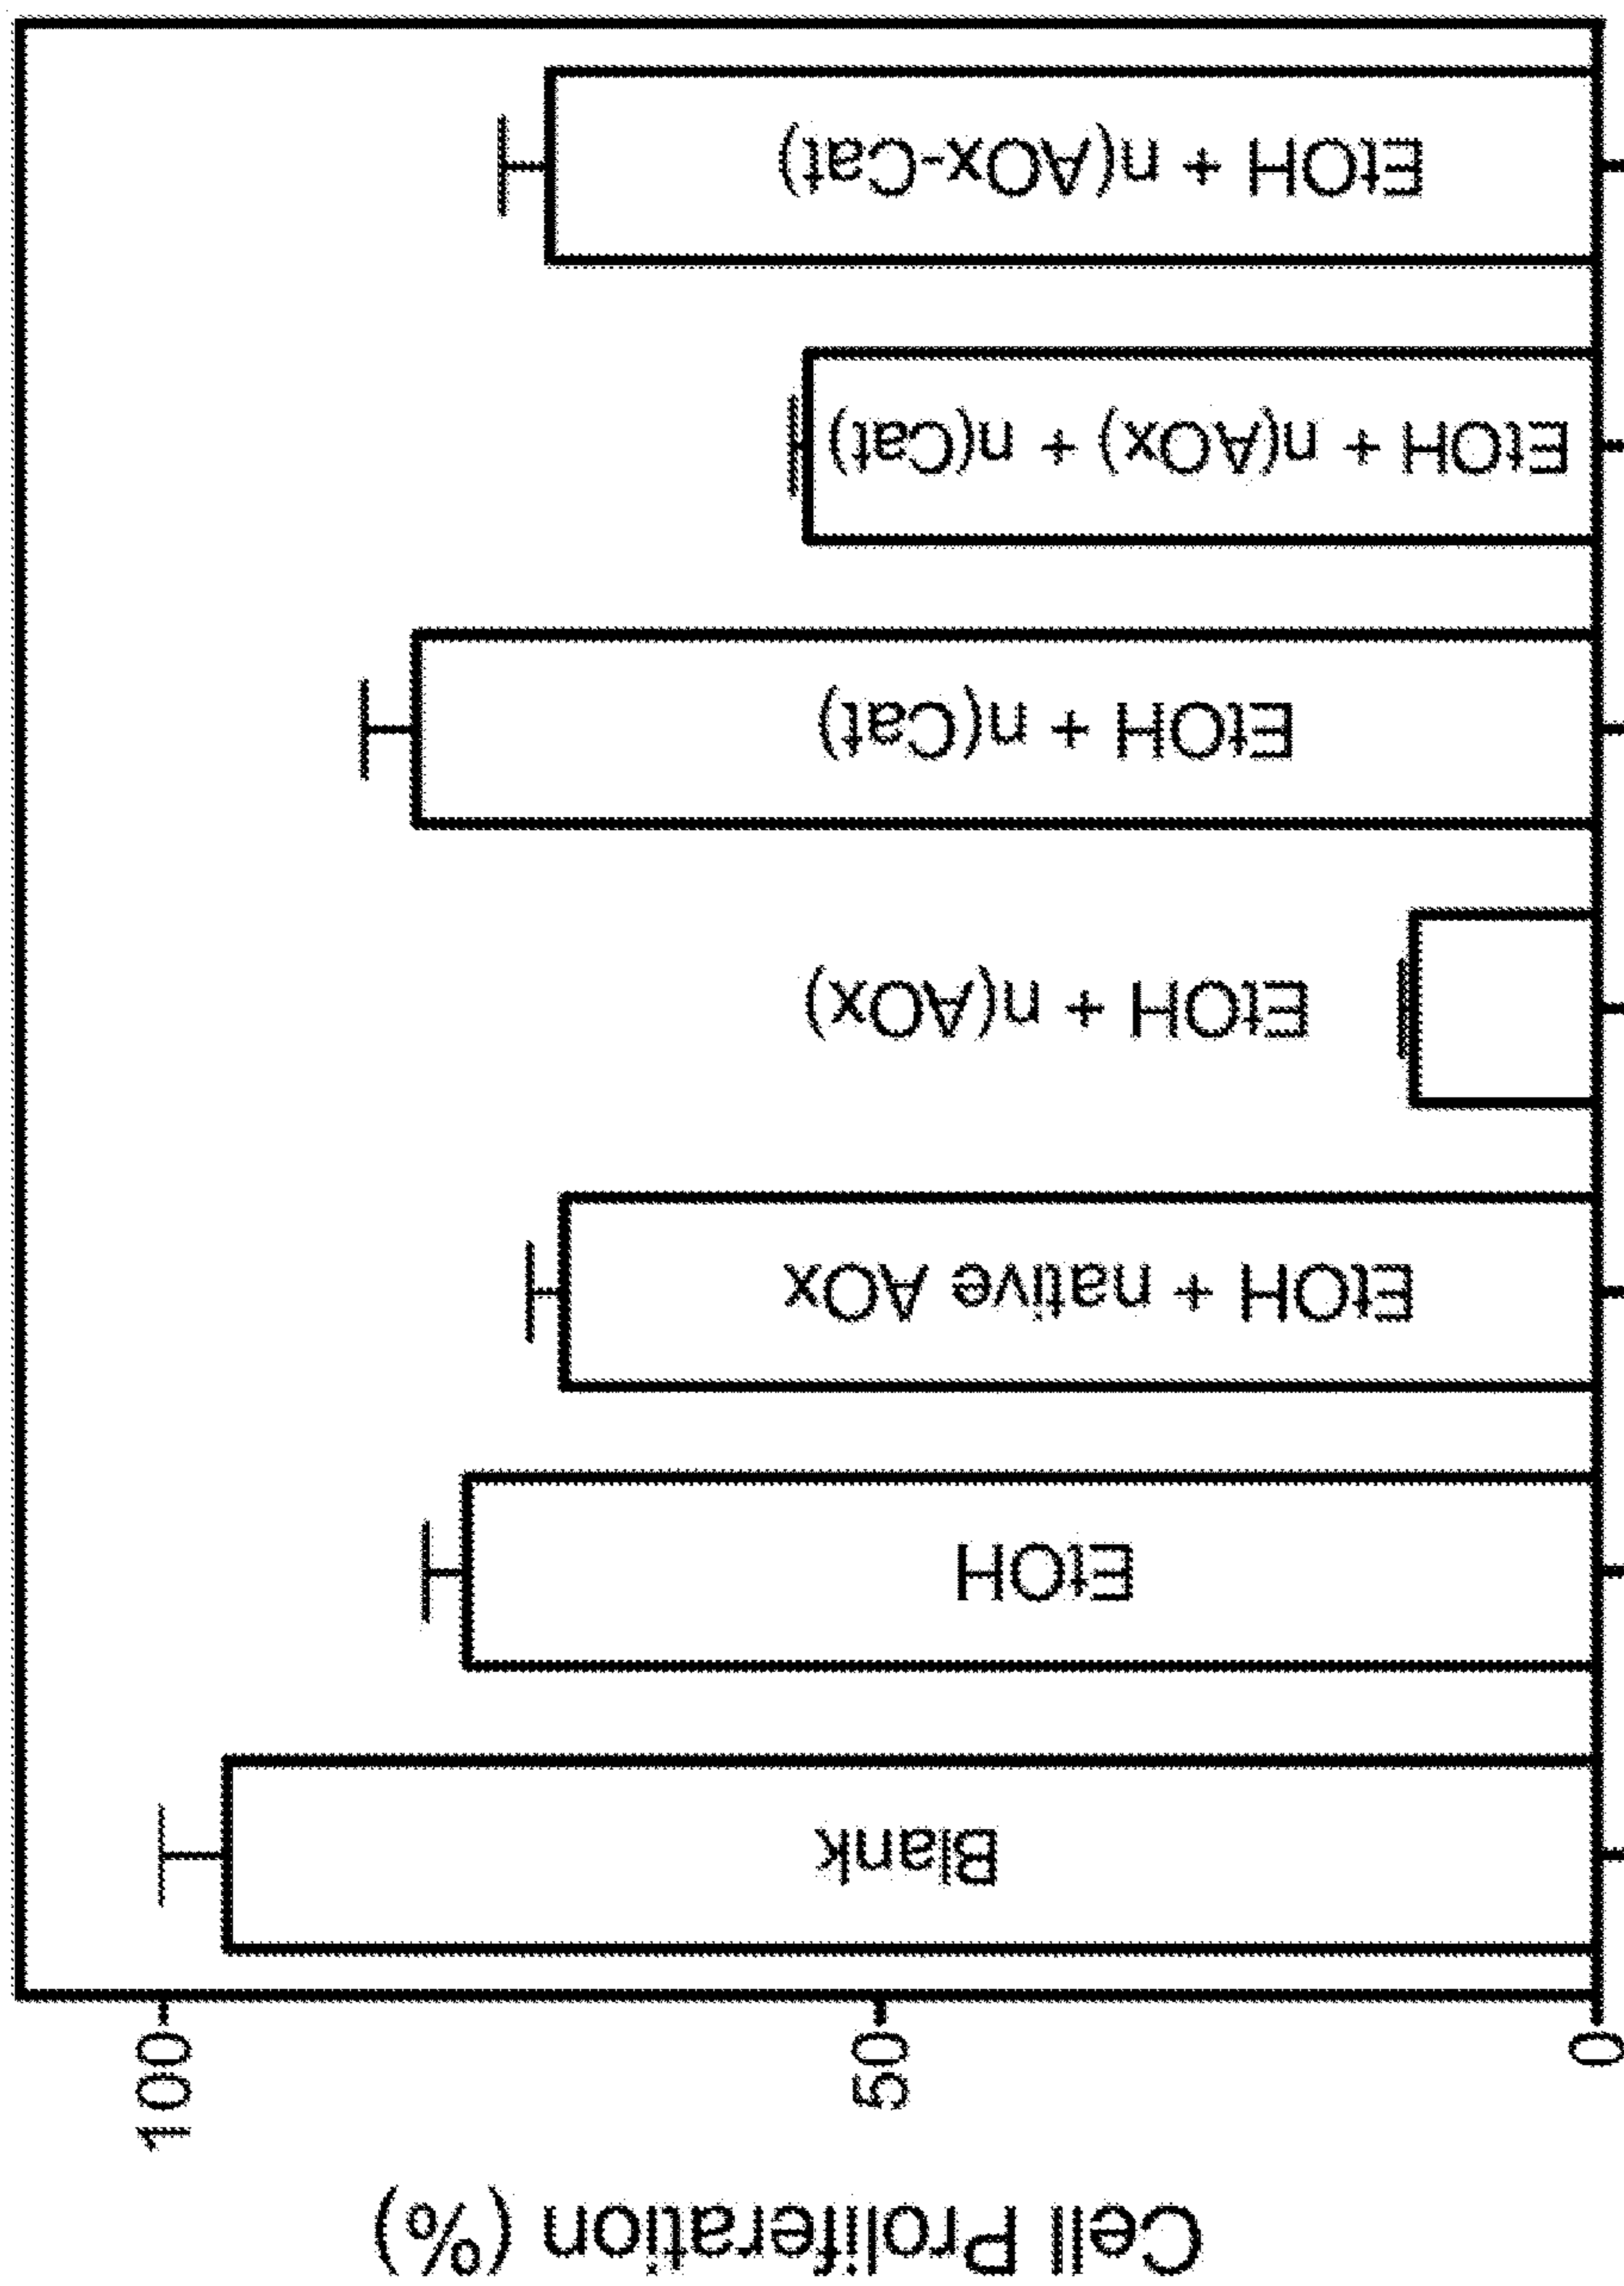 Cell Proliferation (%)
100
50
0
Blank
EtOH
EtOH + native AOx
EtOH + n(AOx)
EtOH + n(Cat)
EtOH + n(AOx) + n(Cat)
EtOH + n(AOx-Cat)